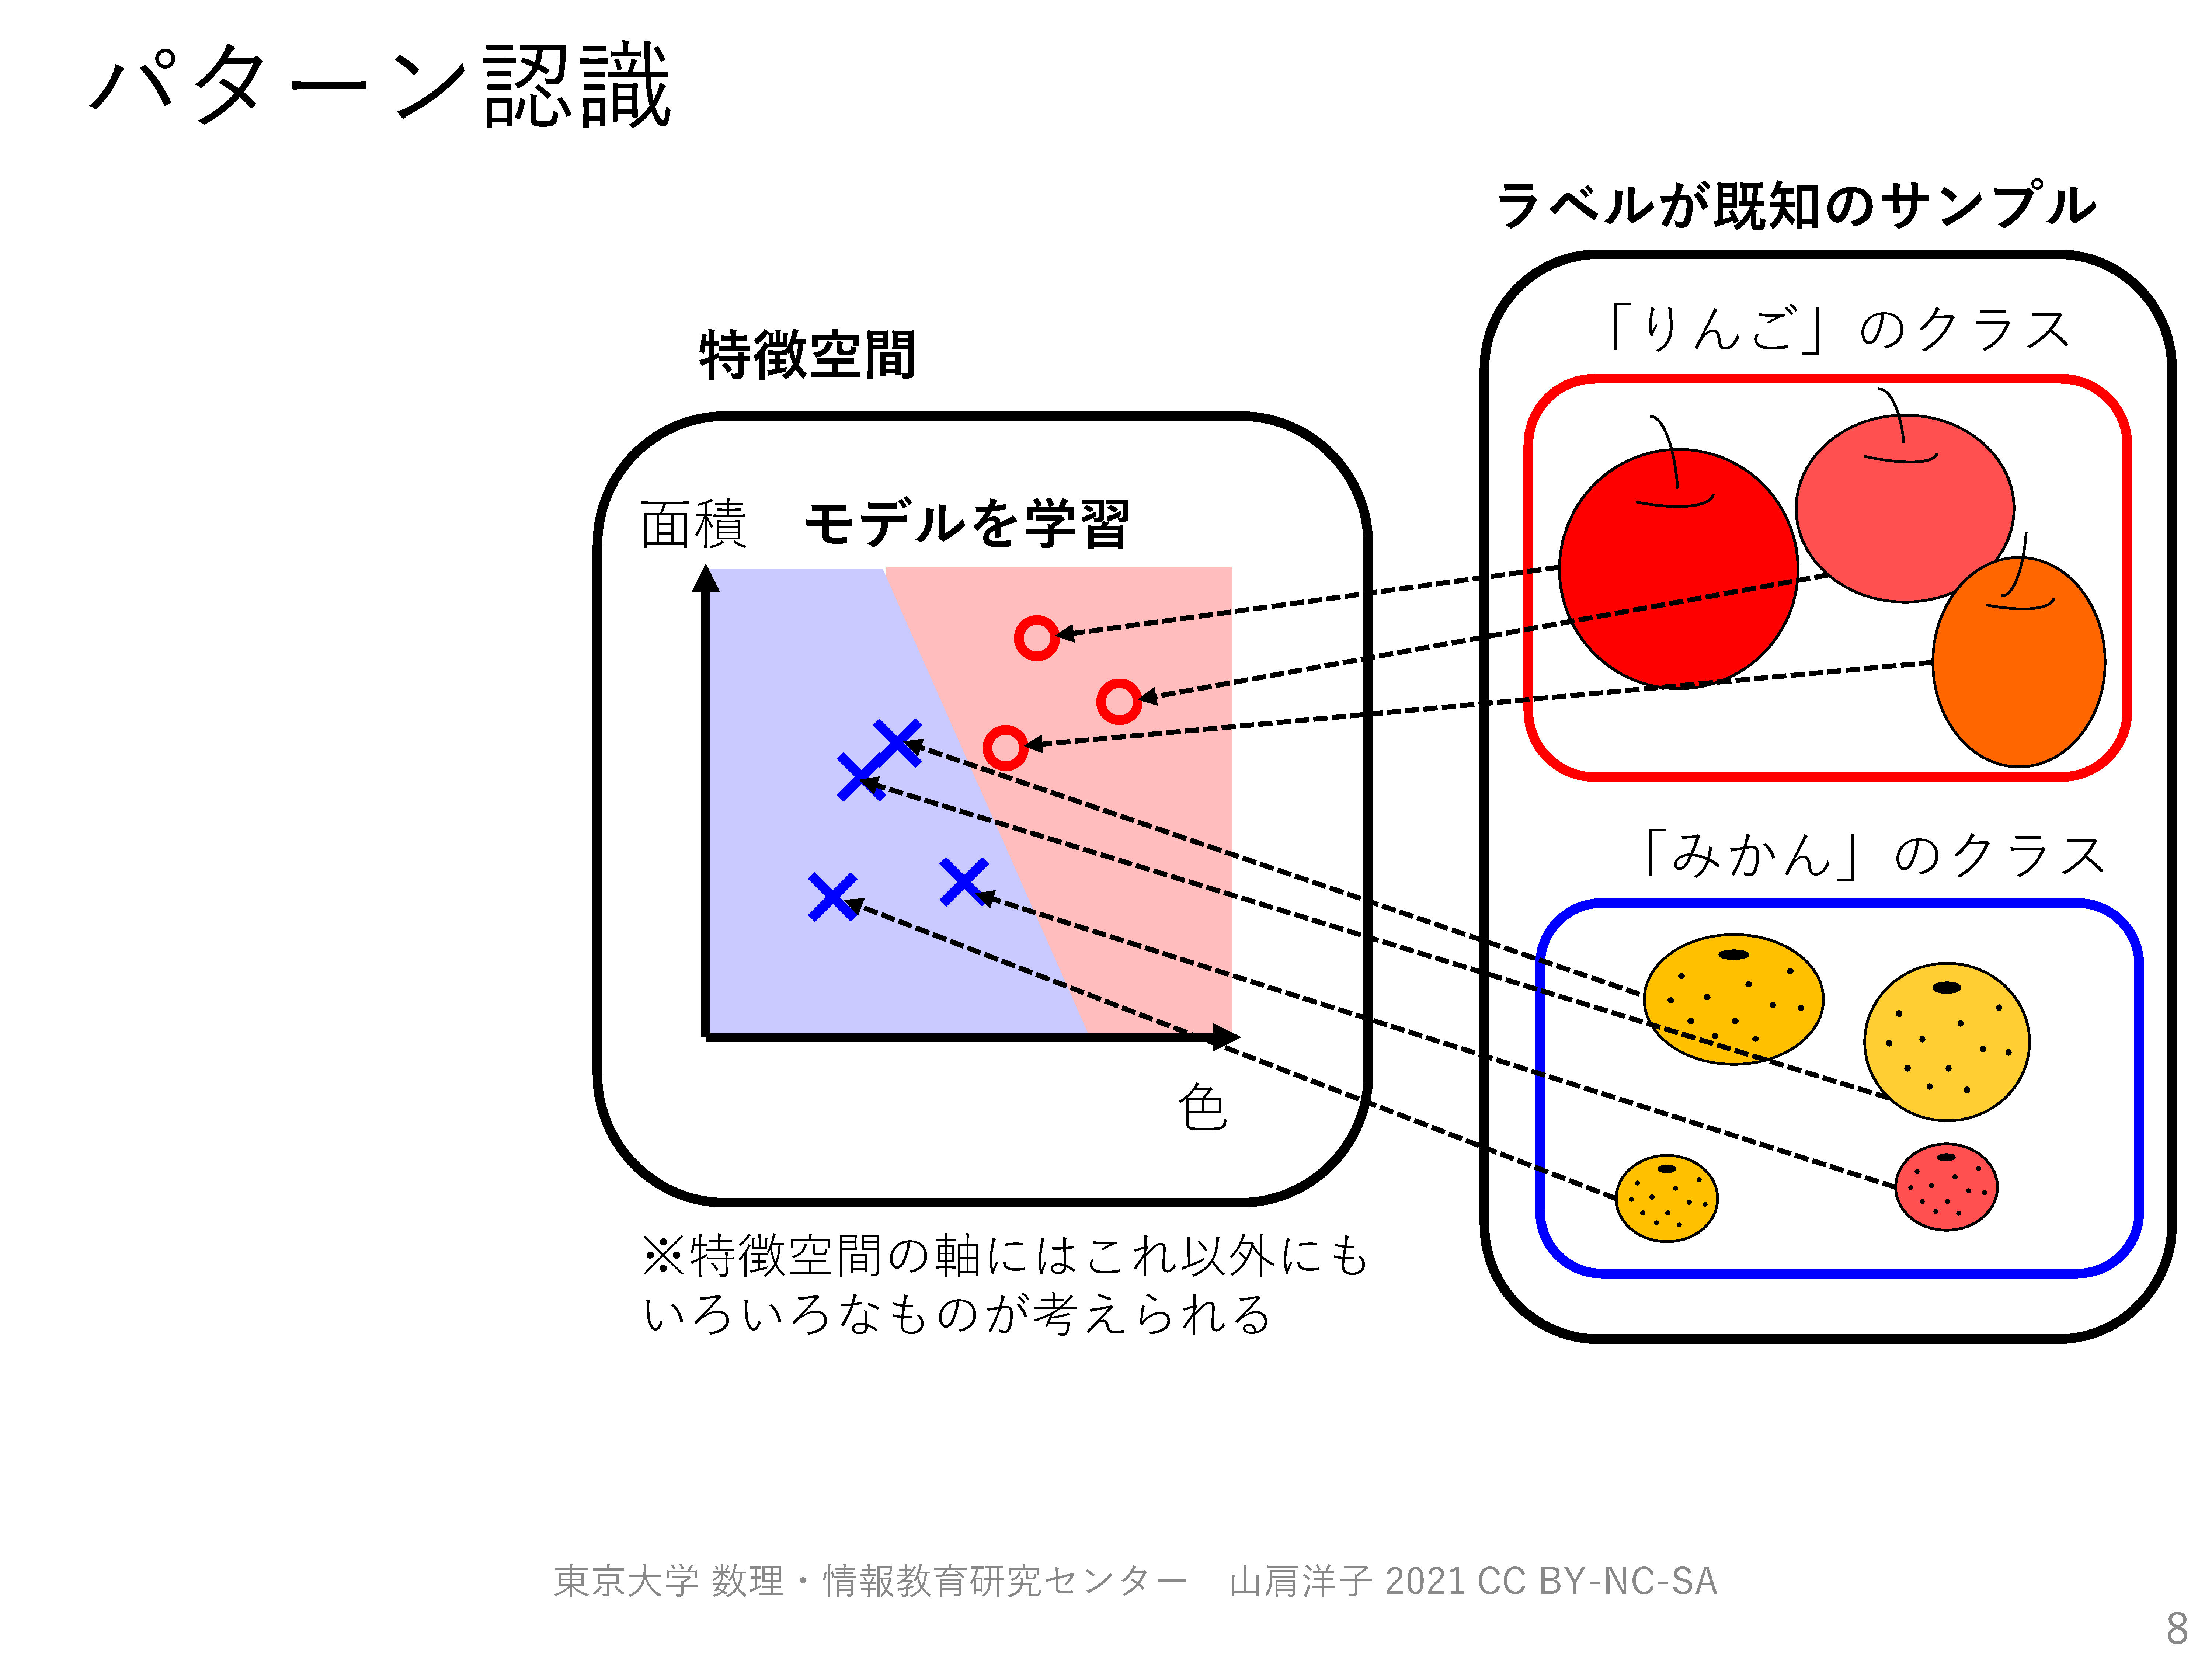 パターン認識
ラベルが既知のサンプル
「りんご」のクラス
特徴空間
面積 モデルを学習
「みかん」のクラス
色
※特徴空間の軸にはこれ以外にも
いろいろなものが考えられる
東京大学 数理・情報教育研究センター 山肩洋子 2021 CC BY-NC-SA
8